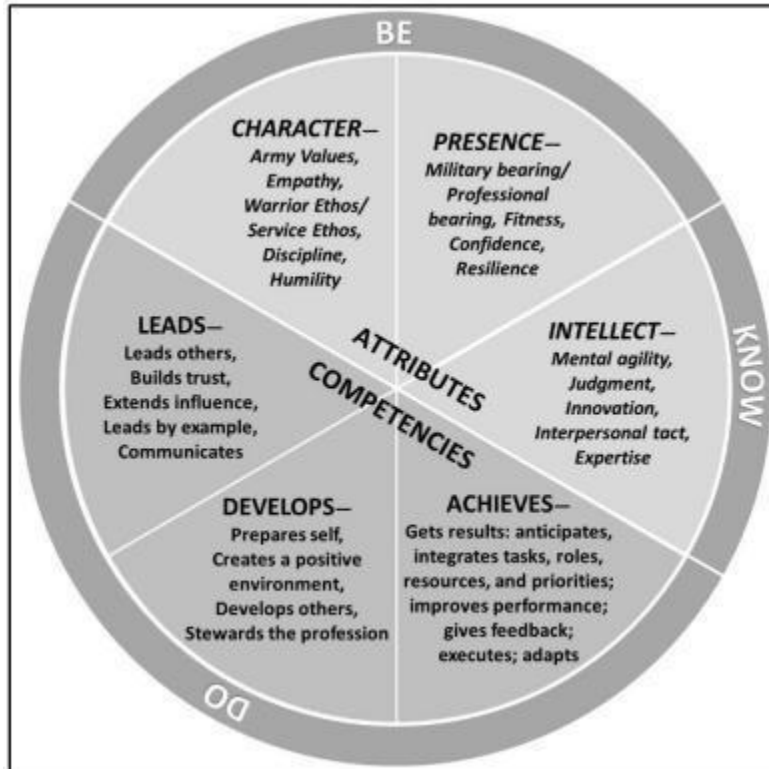 BE
CHARACTER—
Army Values,
Empathy,
Warrior Ethos/
Service Ethos,
Discipline,
Humility
PRESENCE—
Military bearing/
Professional
bearing, Fitness,
Confidence,
Resilience
KNOW
INTELLECT—
Mental agility,
Judgment,
Innovation,
Interpersonal tact,
Expertise
ATTRIBUTES
COMPETENCIES
LEADS—
Leads others,
Builds trust,
Extends influence,
Leads by example,
Communicates
DEVELOPS—
Prepares self,
Creates a positive
environment,
Develops others,
Stewards the profession
ACHIEVES—
Gets results: anticipates,
integrates tasks, roles,
resources, and priorities;
improves performance;
gives feedback;
executes; adapts
DO